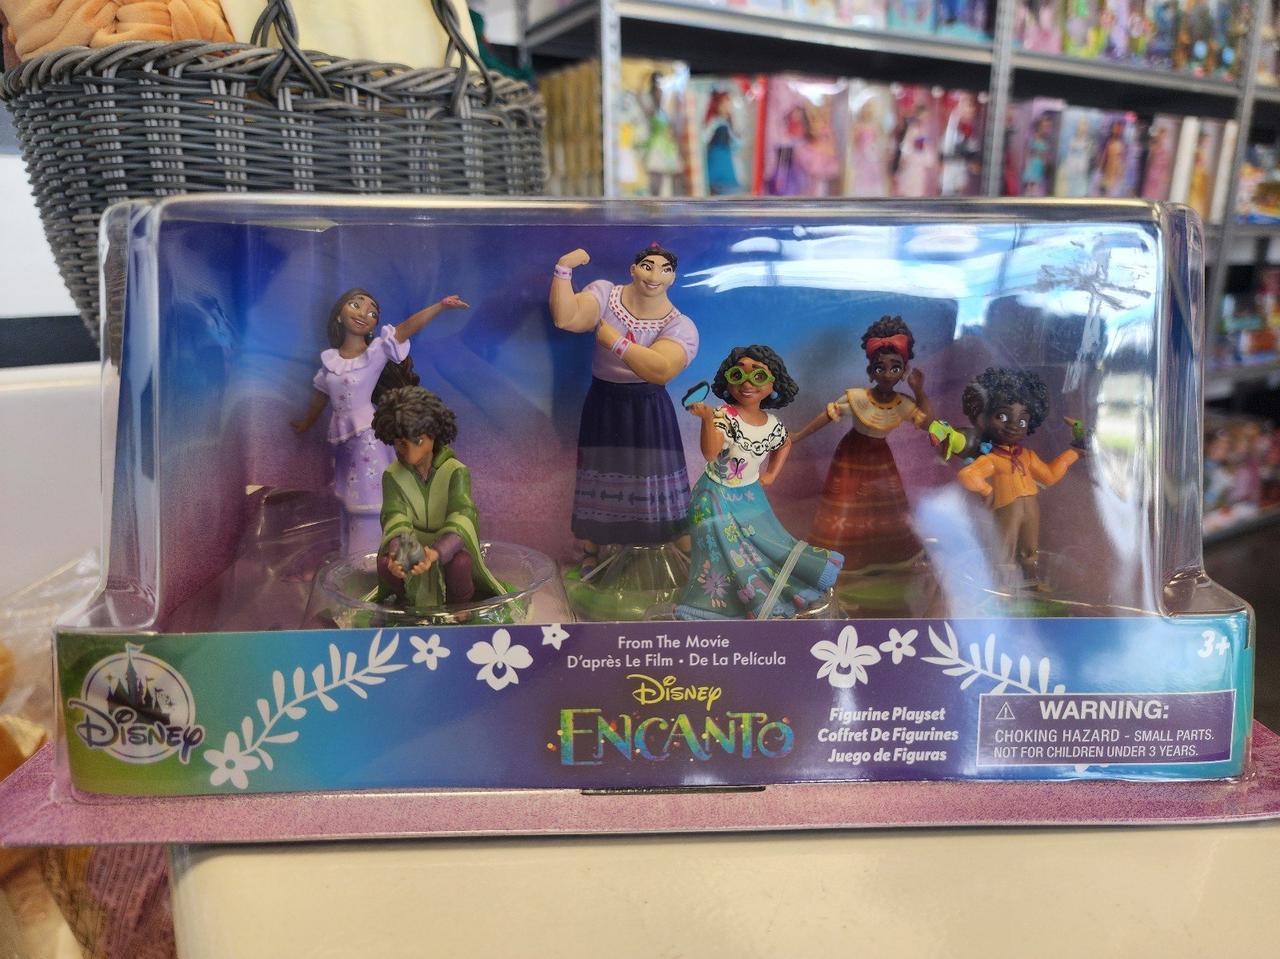 From The Movie
D'après Le Film • De La Película
Disney
ENCANTO
Disney
Figurine Playset
Coffret De Figurines
Juego de Figuras
3+
WARNING:
CHOKING HAZARD - SMALL PARTS.
NOT FOR CHILDREN UNDER 3 YEARS.